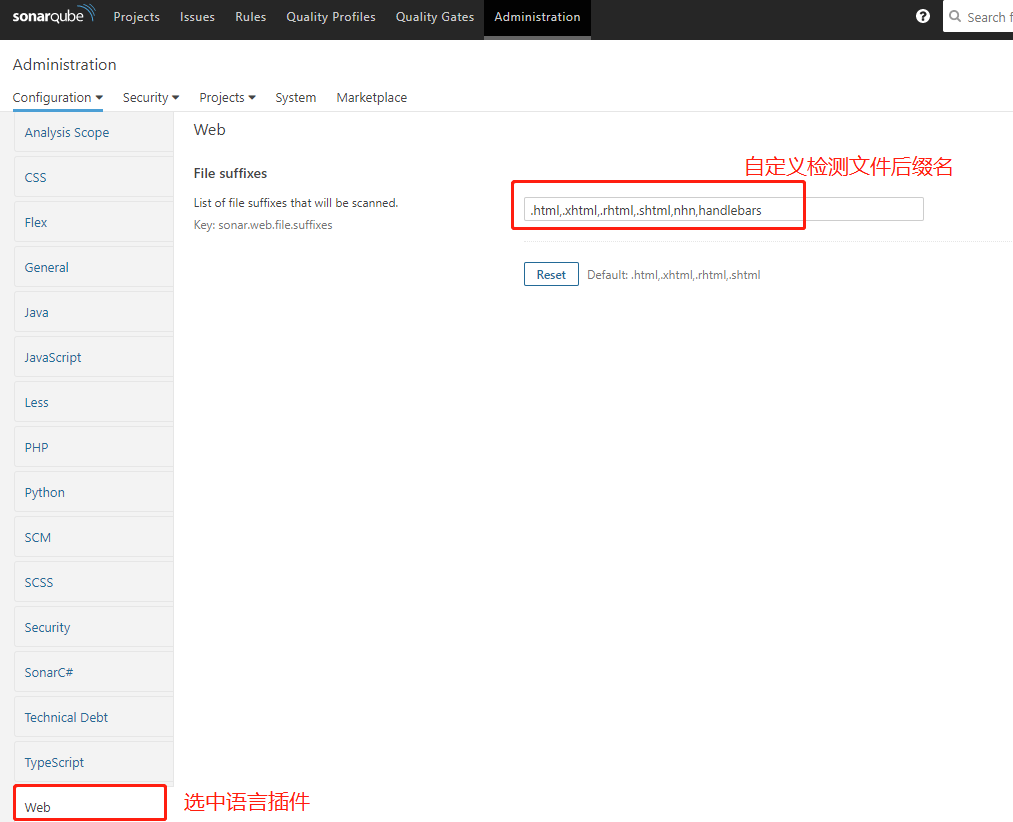 sonarqube Projects Issues Rules Quality Profiles Quality Gates Administration ? Search f
Administration
Configuration Security Projects System Marketplace
Analysis Scope
CSS
Flex
General
Java
JavaScript
Less
PHP
Python
SCM
SCSS
Security
SonarC#
Technical Debt
TypeScript
Web
选中语言插件
Web
File suffixes
自定义检测文件后缀名
List of file suffixes that will be scanned.
Key: sonar.web.file.suffixes
.html,.xhtml,.rhtml,.shtml,nhn,handlebars
Reset Default: .html,.xhtml,.rhtml,.shtml